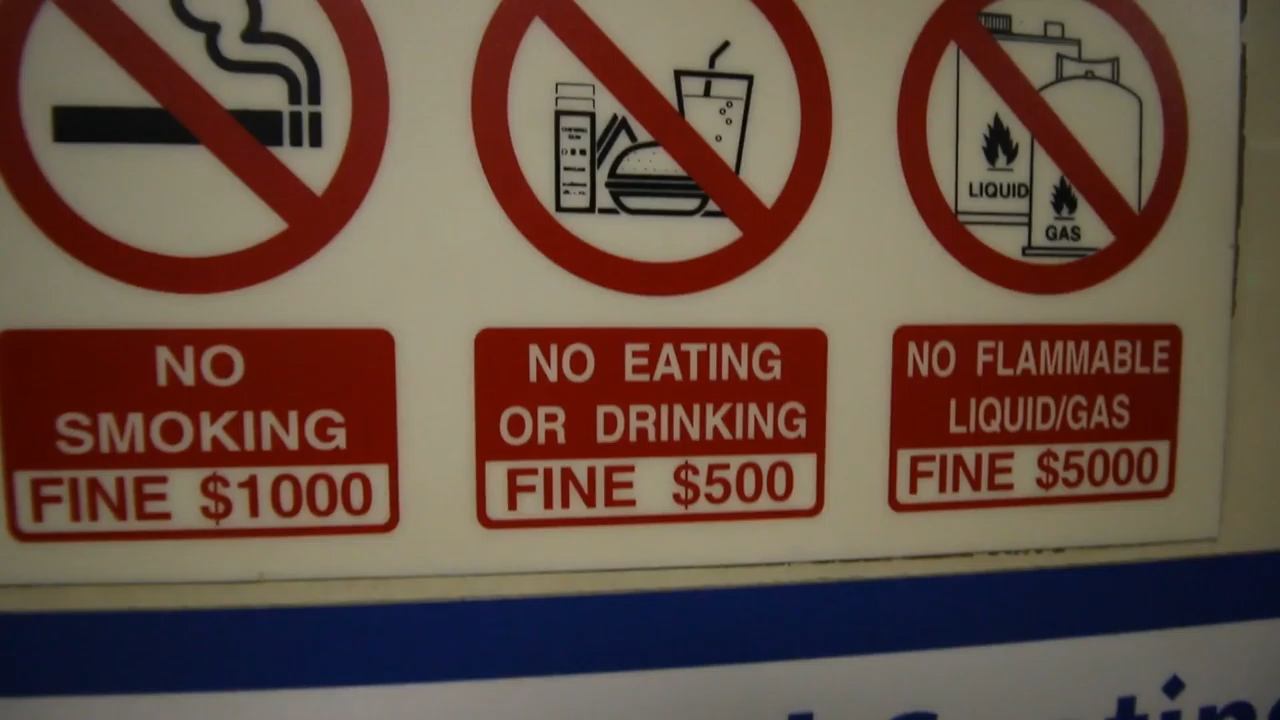 LIQUID
GAS
NO
SMOKING
FINE $1000
NO EATING
OR DRINKING
FINE $500
NO FLAMMABLE
LIQUID/GAS
FINE $5000